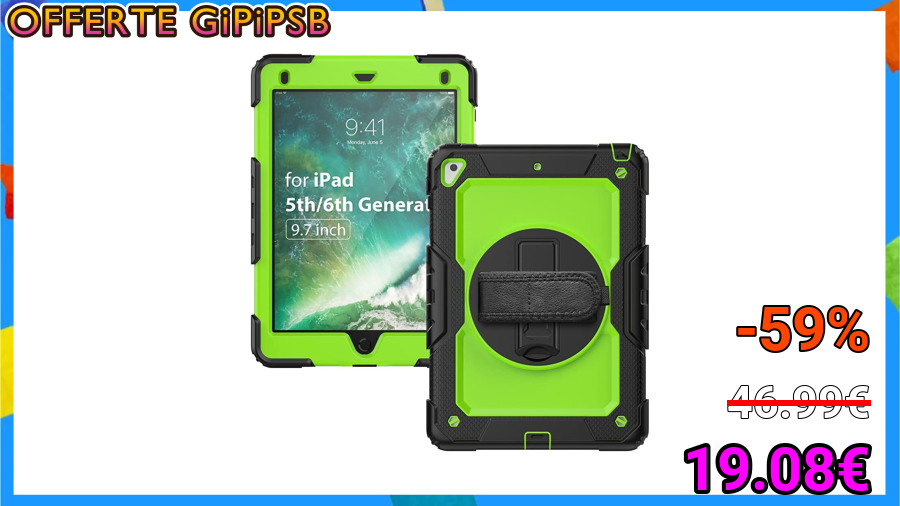 OFFERTE GiPiPSB
9:41
Monday, June 5
for iPad
5th/6th Generat
9.7 inch
-59%
46.99€
19.08€